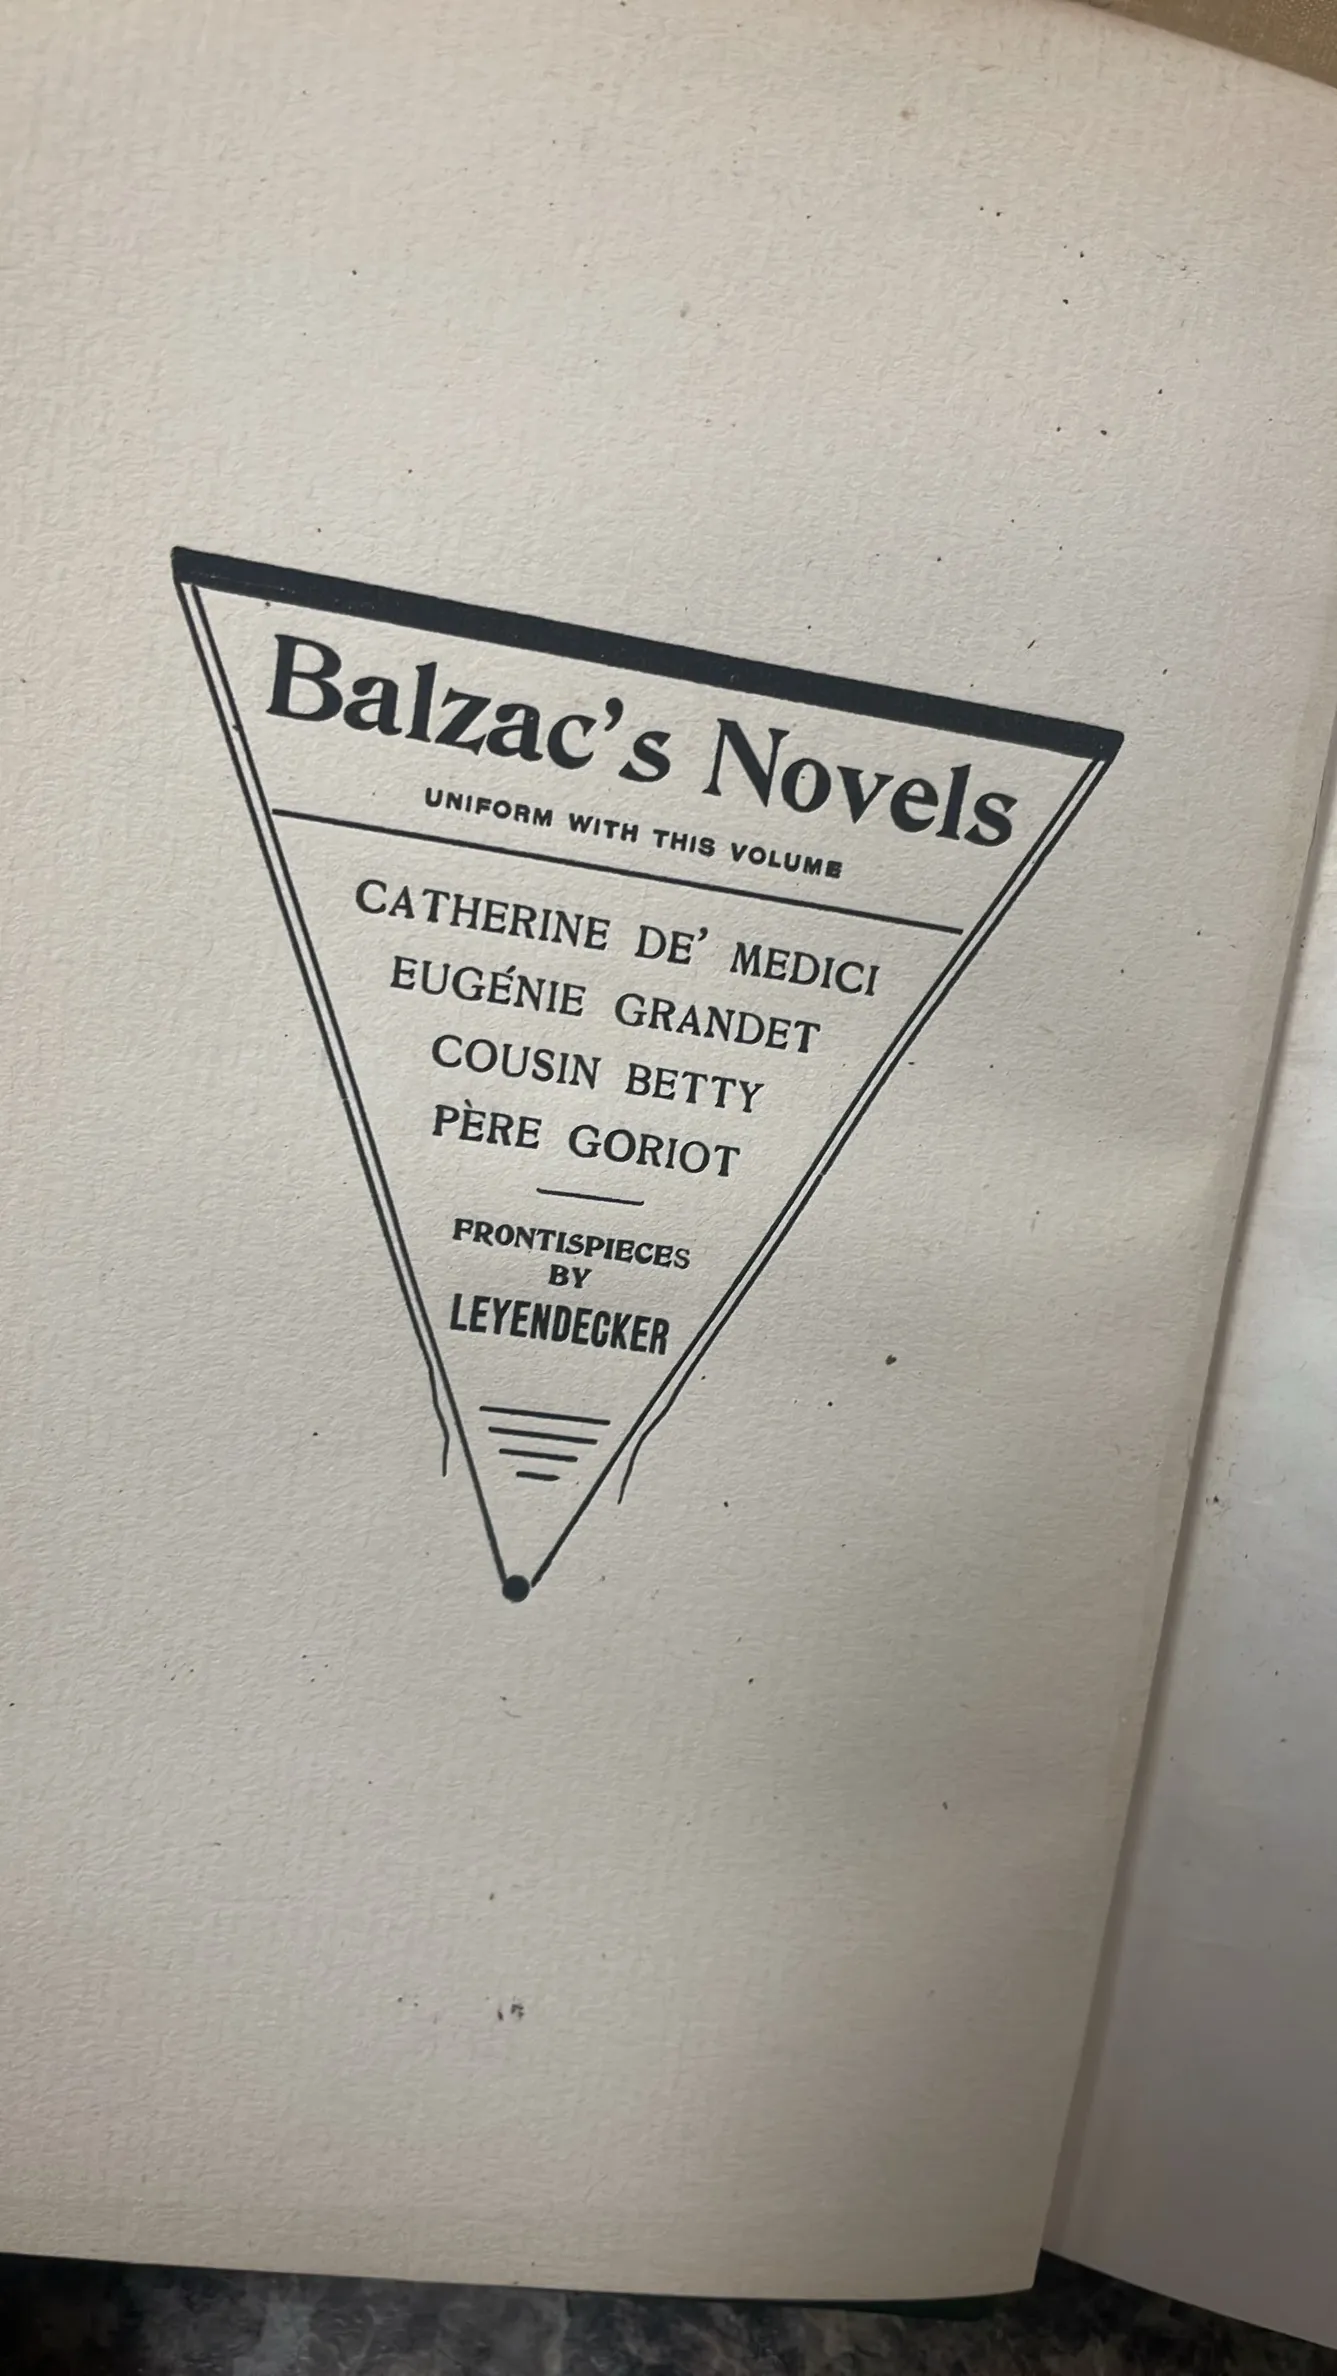 Balzac's Novels
UNIFORM WITH THIS VOLUME
CATHERINE DE' MEDICI
EUGÉNIE GRANDET
COUSIN BETTY
PÈRE GORIOT
FRONTISPIECES
BY
LEYENDECKER